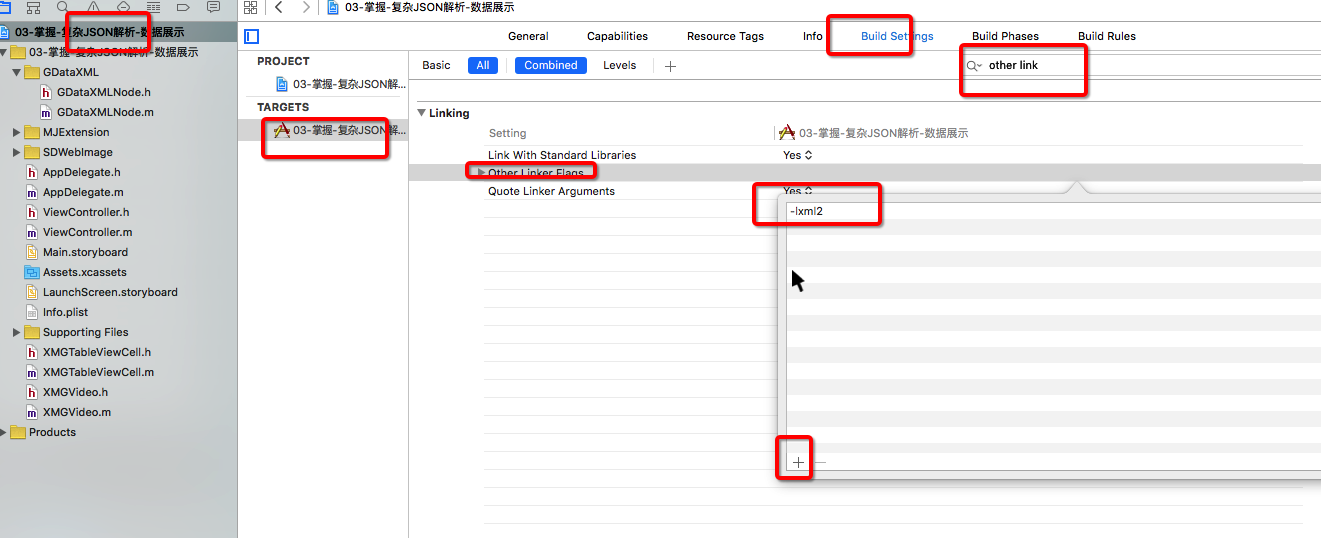 03-掌握-复杂JSON解析-数据展示
03-掌握-复杂JSON解析-数据展示
GDataXML
h GDataXMLNode.h
m GDataXMLNode.m
MJExtension
SDWebImage
h AppDelegate.h
m AppDelegate.m
h ViewController.h
m ViewController.m
Main.storyboard
Assets.xcassets
LaunchScreen.storyboard
Info.plist
Supporting Files
h XMGTableViewCell.h
m XMGTableViewCell.m
h XMGVideo.h
m XMGVideo.m
Products
03-掌握-复杂JSON解析-数据展示
General Capabilities Resource Tags Info Build Settings Build Phases Build Rules
PROJECT
03-掌握-复杂JSON解...
TARGETS
03-掌握-复杂JSON解...
Basic All Combined Levels + other link
Linking
Setting 03-掌握-复杂JSON解析-数据展示
Link With Standard Libraries Yes
Other Linker Flags
Quote Linker Arguments Yes
-lxml2
+ −